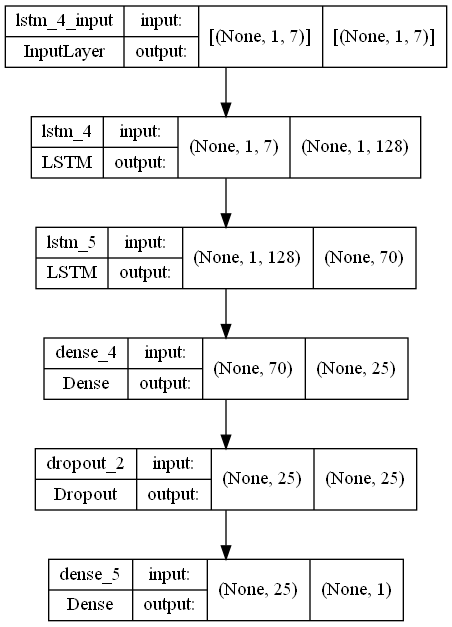 lstm_4_input input: [(None, 1, 7)] [(None, 1, 7)]
InputLayer output:
lstm_4 input: (None, 1, 7) (None, 1, 128)
LSTM output:
lstm_5 input: (None, 1, 128) (None, 70)
LSTM output:
dense_4 input: (None, 70) (None, 25)
Dense output:
dropout_2 input: (None, 25) (None, 25)
Dropout output:
dense_5 input: (None, 25) (None, 1)
Dense output: